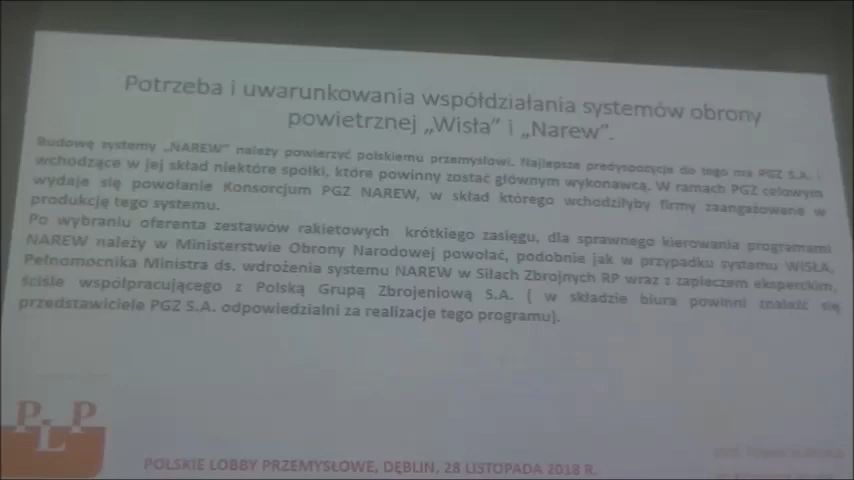 Potrzeba i uwarunkowania współdziałania systemów obrony
powietrznej „Wisła" i „Narew".
Budowę systemy „NAREW" należy powierzyć polskiemu przemysłowi. Najlepsze predyspozycje do tego ma PGZ S.A. i
wchodzące w jej skład niektóre spółki, które powinny zostać głównym wykonawcą. W ramach PGZ celowym
wydaje się powołanie Konsorcjum PGZ NAREW, w skład którego wchodziłyby firmy zaangażowane w
produkcję tego systemu.
Po wybraniu oferenta zestawów rakietowych krótkiego zasięgu, dla sprawnego kierowania programami
NAREW należy w Ministerstwie Obrony Narodowej powołać, podobnie jak w przypadku systemu WISŁA,
Pełnomocnika Ministra ds. wdrożenia systemu NAREW w Siłach Zbrojnych RP wraz z zapleczem eksperckim,
ściśle współpracującego z Polską Grupą Zbrojeniową S.A. ( w składzie biura powinni znaleźć się
przedstawiciele PGZ S.A. odpowiedzialni za realizacje tego programu).
PLP
POLSKIE LOBBY PRZEMYSŁOWE, DĘBLIN, 28 LISTOPADA 2018 R.